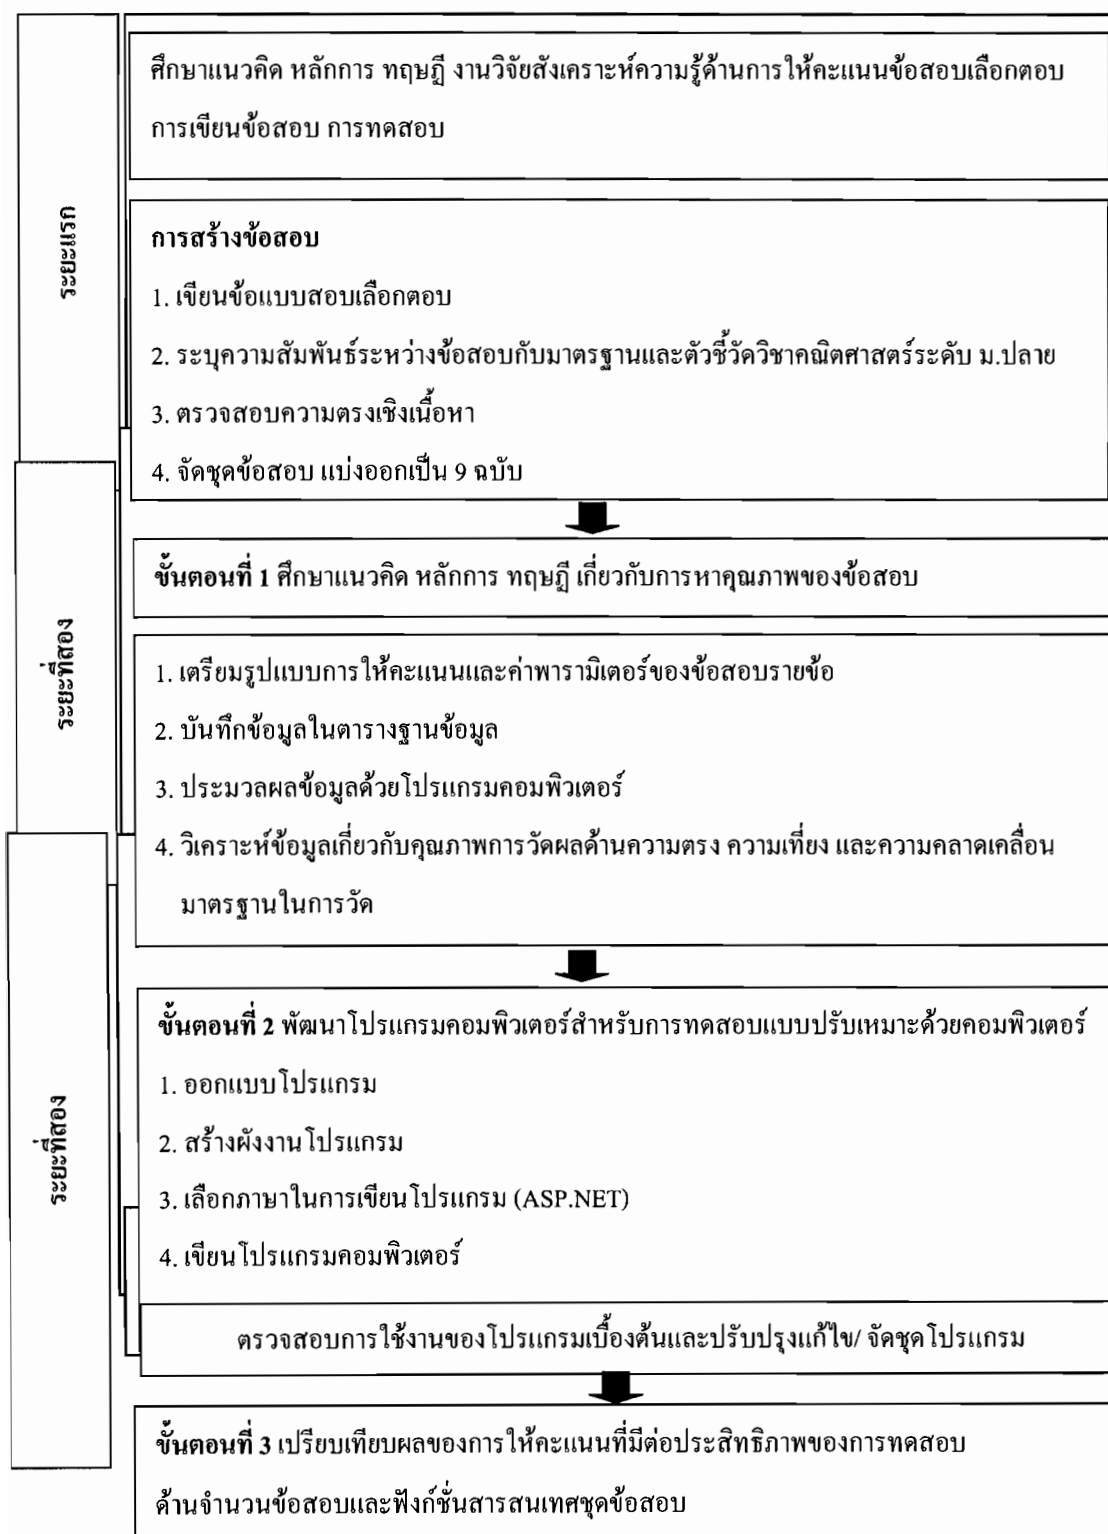 ระยะแรก
ศึกษาแนวคิด หลักการ ทฤษฎี งานวิจัยสังเคราะห์ความรู้ด้านการให้คะแนนข้อสอบเลือกตอบ
การเขียนข้อสอบ การทดสอบ
การสร้างข้อสอบ
1. เขียนข้อแบบสอบเลือกตอบ
2. ระบุความสัมพันธ์ระหว่างข้อสอบกับมาตรฐานและตัวชี้วัดวิชาคณิตศาสตร์ระดับ ม.ปลาย
3. ตรวจสอบความตรงเชิงเนื้อหา
4. จัดชุดข้อสอบ แบ่งออกเป็น 9 ฉบับ
ระยะที่สอง
ขั้นตอนที่ 1 ศึกษาแนวคิด หลักการ ทฤษฎี เกี่ยวกับการหาคุณภาพของข้อสอบ
1. เตรียมรูปแบบการให้คะแนนและค่าพารามิเตอร์ของข้อสอบรายข้อ
2. บันทึกข้อมูลในตารางฐานข้อมูล
3. ประมวลผลข้อมูลด้วยโปรแกรมคอมพิวเตอร์
4. วิเคราะห์ข้อมูลเกี่ยวกับคุณภาพการวัดผลด้านความตรง ความเที่ยง และความคลาดเคลื่อน
มาตรฐานในการวัด
ระยะที่สอง
ขั้นตอนที่ 2 พัฒนาโปรแกรมคอมพิวเตอร์สำหรับการทดสอบแบบปรับเหมาะด้วยคอมพิวเตอร์
1. ออกแบบโปรแกรม
2. สร้างผังงานโปรแกรม
3. เลือกภาษาในการเขียนโปรแกรม (ASP.NET)
4. เขียนโปรแกรมคอมพิวเตอร์
ตรวจสอบการใช้งานของโปรแกรมเบื้องต้นและปรับปรุงแก้ไข/ จัดชุดโปรแกรม
ขั้นตอนที่ 3 เปรียบเทียบผลของการให้คะแนนที่มีต่อประสิทธิภาพของการทดสอบ
ด้านจำนวนข้อสอบและฟังก์ชั่นสารสนเทศชุดข้อสอบ